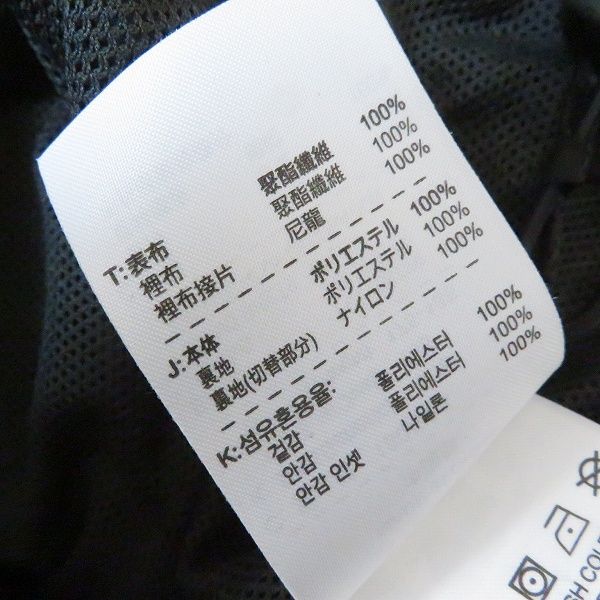 T:表布 聚酯纖維 100%
裡布 聚酯纖維 100%
裡布接片 尼龍 100%
J:本体 ポリエステル 100%
裏地 ポリエステル 100%
裏地(切替部分) ナイロン 100%
K:섬유혼용율:
겉감 폴리에스터 100%
안감 폴리에스터 100%
안감 인셋 나일론 100%
SH COL